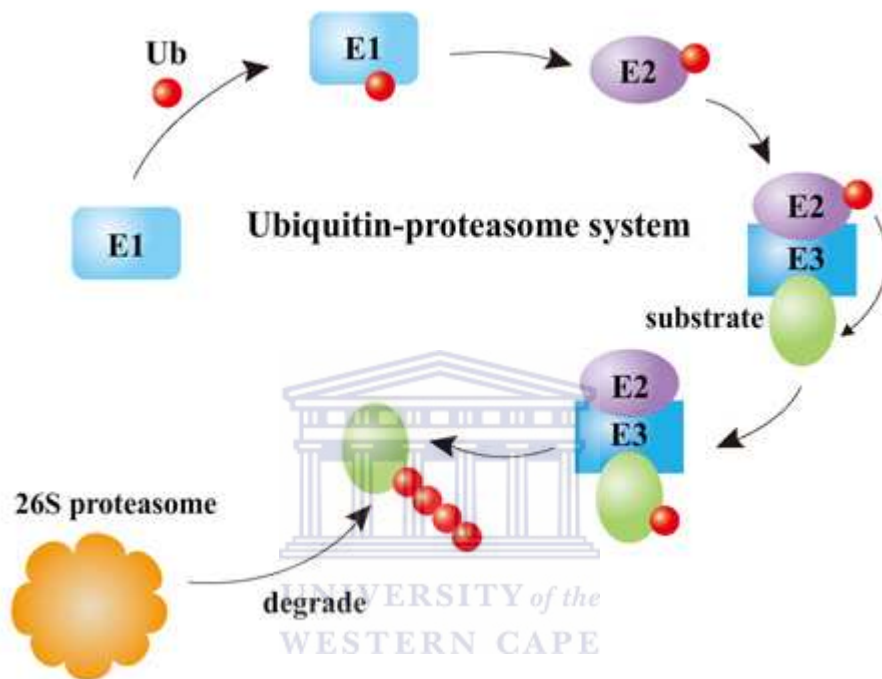 Ub
E1
E2
E1
Ubiquitin-proteasome system
E2
E3
substrate
E2
E3
26S proteasome
degrade
UNIVERSITY of the
WESTERN CAPE